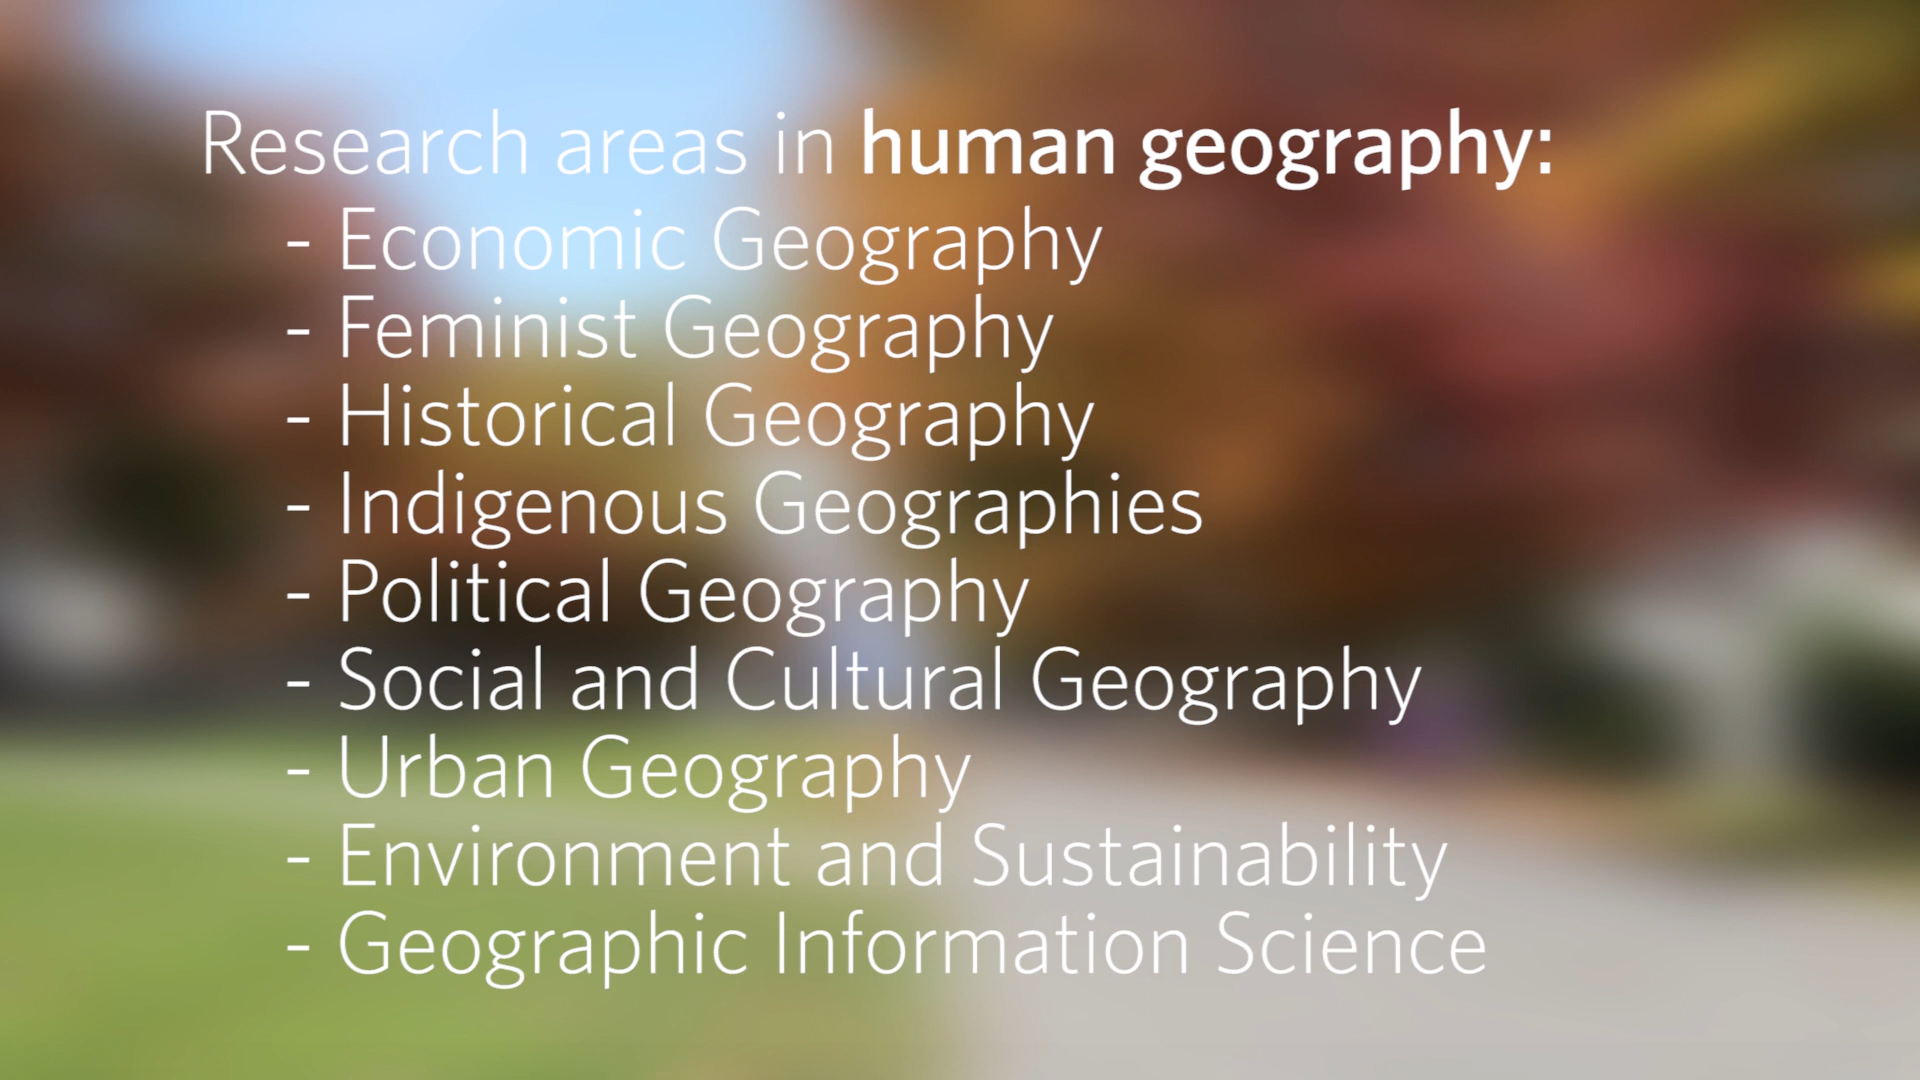 Research areas in human geography:
- Economic Geography
- Feminist Geography
- Historical Geography
- Indigenous Geographies
- Political Geography
- Social and Cultural Geography
- Urban Geography
- Environment and Sustainability
- Geographic Information Science